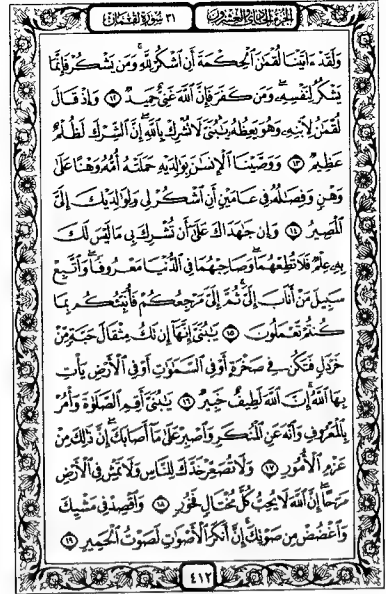 الجزء الحادي والعشرون
٣١ سورة لقمان
وَلَقَدْ ءَاتَيْنَا لُقْمَٰنَ ٱلْحِكْمَةَ أَنِ ٱشْكُرْ لِلَّهِ ۚ وَمَن يَشْكُرْ فَإِنَّمَا
يَشْكُرُ لِنَفْسِهِۦ ۖ وَمَن كَفَرَ فَإِنَّ ٱللَّهَ غَنِىٌّ حَمِيدٌ ۝١٢ وَإِذْ قَالَ
لُقْمَٰنُ لِٱبْنِهِۦ وَهُوَ يَعِظُهُۥ يَٰبُنَىَّ لَا تُشْرِكْ بِٱللَّهِ ۖ إِنَّ ٱلشِّرْكَ لَظُلْمٌ
عَظِيمٌ ۝١٣ وَوَصَّيْنَا ٱلْإِنسَٰنَ بِوَٰلِدَيْهِ حَمَلَتْهُ أُمُّهُۥ وَهْنًا عَلَىٰ
وَهْنٍ وَفِصَٰلُهُۥ فِى عَامَيْنِ أَنِ ٱشْكُرْ لِى وَلِوَٰلِدَيْكَ إِلَىَّ
ٱلْمَصِيرُ ۝١٤ وَإِن جَٰهَدَاكَ عَلَىٰٓ أَن تُشْرِكَ بِى مَا لَيْسَ لَكَ
بِهِۦ عِلْمٌ فَلَا تُطِعْهُمَا ۖ وَصَاحِبْهُمَا فِى ٱلدُّنْيَا مَعْرُوفًا ۖ وَٱتَّبِعْ
سَبِيلَ مَنْ أَنَابَ إِلَىَّ ۚ ثُمَّ إِلَىَّ مَرْجِعُكُمْ فَأُنَبِّئُكُم بِمَا
كُنتُمْ تَعْمَلُونَ ۝١٥ يَٰبُنَىَّ إِنَّهَآ إِن تَكُ مِثْقَالَ حَبَّةٍ مِّنْ
خَرْدَلٍ فَتَكُن فِى صَخْرَةٍ أَوْ فِى ٱلسَّمَٰوَٰتِ أَوْ فِى ٱلْأَرْضِ يَأْتِ
بِهَا ٱللَّهُ ۚ إِنَّ ٱللَّهَ لَطِيفٌ خَبِيرٌ ۝١٦ يَٰبُنَىَّ أَقِمِ ٱلصَّلَوٰةَ وَأْمُرْ
بِٱلْمَعْرُوفِ وَٱنْهَ عَنِ ٱلْمُنكَرِ وَٱصْبِرْ عَلَىٰ مَآ أَصَابَكَ ۖ إِنَّ ذَٰلِكَ مِنْ
عَزْمِ ٱلْأُمُورِ ۝١٧ وَلَا تُصَعِّرْ خَدَّكَ لِلنَّاسِ وَلَا تَمْشِ فِى ٱلْأَرْضِ
مَرَحًا ۖ إِنَّ ٱللَّهَ لَا يُحِبُّ كُلَّ مُخْتَالٍ فَخُورٍ ۝١٨ وَٱقْصِدْ فِى مَشْيِكَ
وَٱغْضُضْ مِن صَوْتِكَ ۚ إِنَّ أَنكَرَ ٱلْأَصْوَٰتِ لَصَوْتُ ٱلْحَمِيرِ ۝١٩
٤١٢